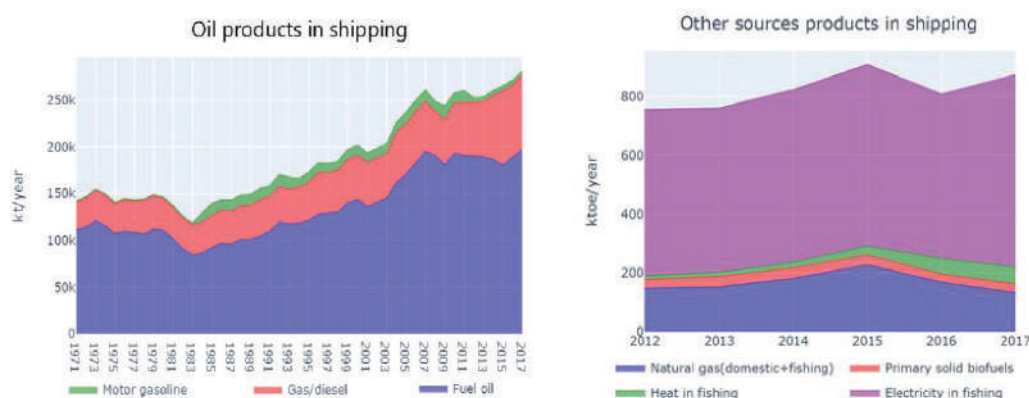 Oil products in shipping
kt/year
250k
200k
150k
100k
50k
0
1971
1973
1975
1977
1979
1981
1983
1985
1987
1989
1991
1993
1995
1997
1999
2001
2003
2005
2007
2009
2011
2013
2015
2017
Motor gasoline Gas/diesel Fuel oil
Other sources products in shipping
ktoe/year
800
600
400
200
0
2012 2013 2014 2015 2016 2017
Natural gas(domestic+fishing) Primary solid biofuels
Heat in fishing Electricity in fishing